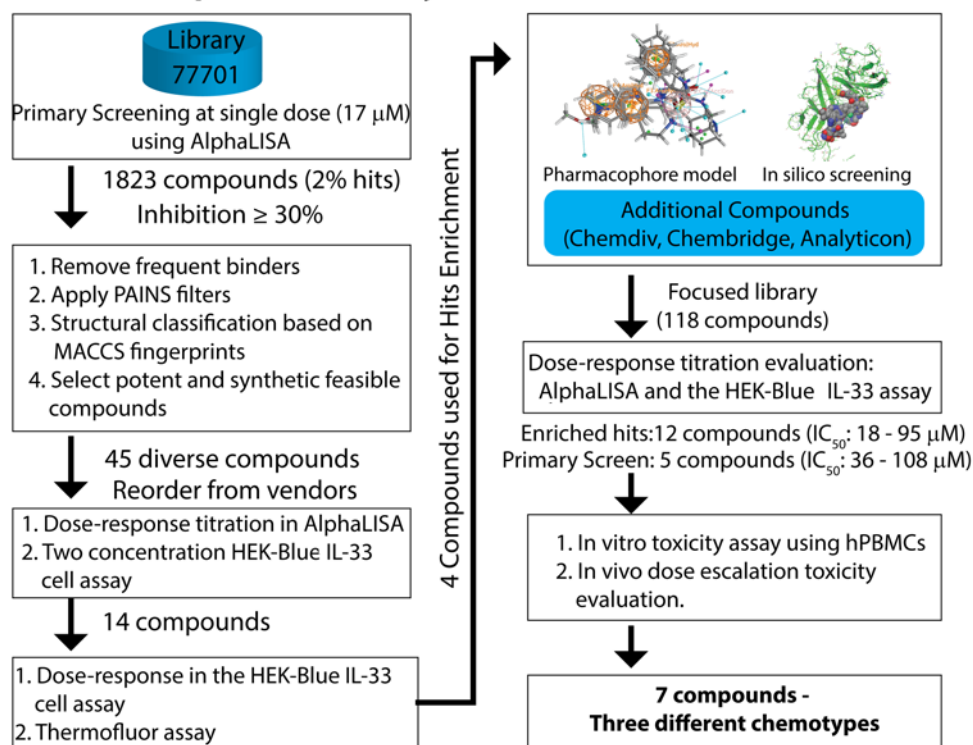 Library
77701
Primary Screening at single dose (17 μM)
using AlphaLISA
1823 compounds (2% hits)
Inhibition ≥ 30%
1. Remove frequent binders
2. Apply PAINS filters
3. Structural classification based on
MACCS fingerprints
4. Select potent and synthetic feasible
compounds
45 diverse compounds
Reorder from vendors
1. Dose-response titration in AlphaLISA
2. Two concentration HEK-Blue IL-33
cell assay
14 compounds
1. Dose-response in the HEK-Blue IL-33
cell assay
2. Thermofluor assay
4 Compounds used for Hits Enrichment
Pharmacophore model
In silico screening
Additional Compounds
(Chemdiv, Chembridge, Analyticon)
Focused library
(118 compounds)
Dose-response titration evaluation:
AlphaLISA and the HEK-Blue IL-33 assay
Enriched hits:12 compounds (IC50: 18 - 95 μM)
Primary Screen: 5 compounds (IC50: 36 - 108 μM)
1. In vitro toxicity assay using hPBMCs
2. In vivo dose escalation toxicity
evaluation.
7 compounds -
Three different chemotypes